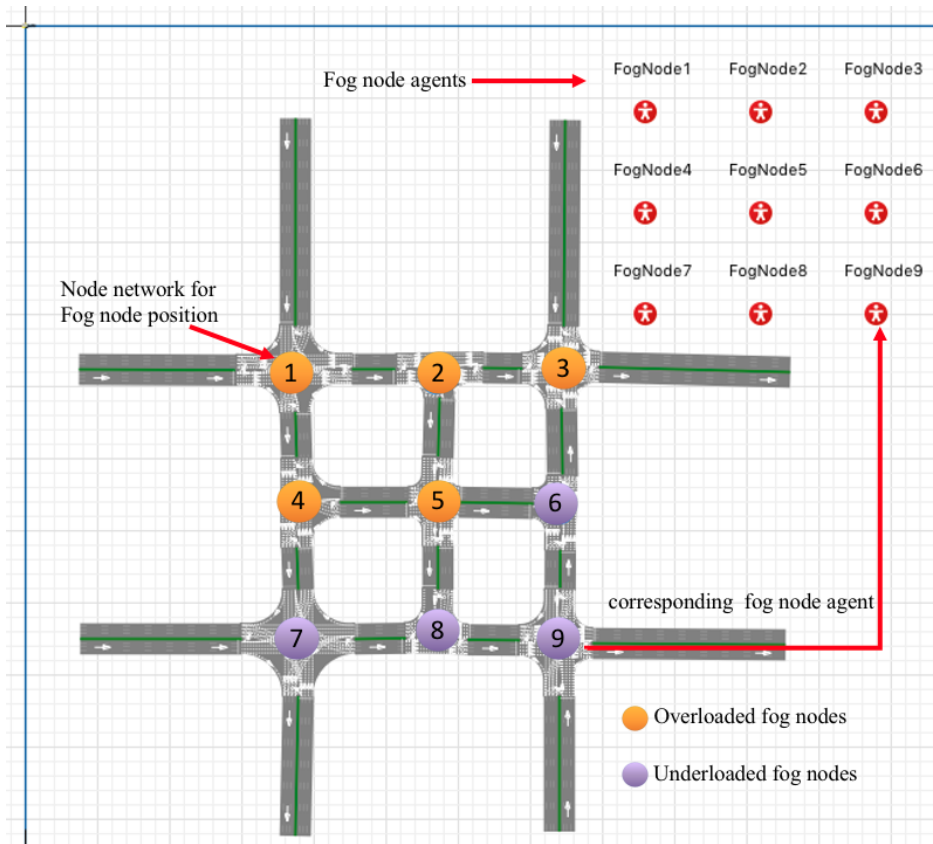 Fog node agents
FogNode1 FogNode2 FogNode3
FogNode4 FogNode5 FogNode6
FogNode7 FogNode8 FogNode9
Node network for
Fog node position
1 2 3
4 5 6
7 8 9
corresponding fog node agent
Overloaded fog nodes
Underloaded fog nodes